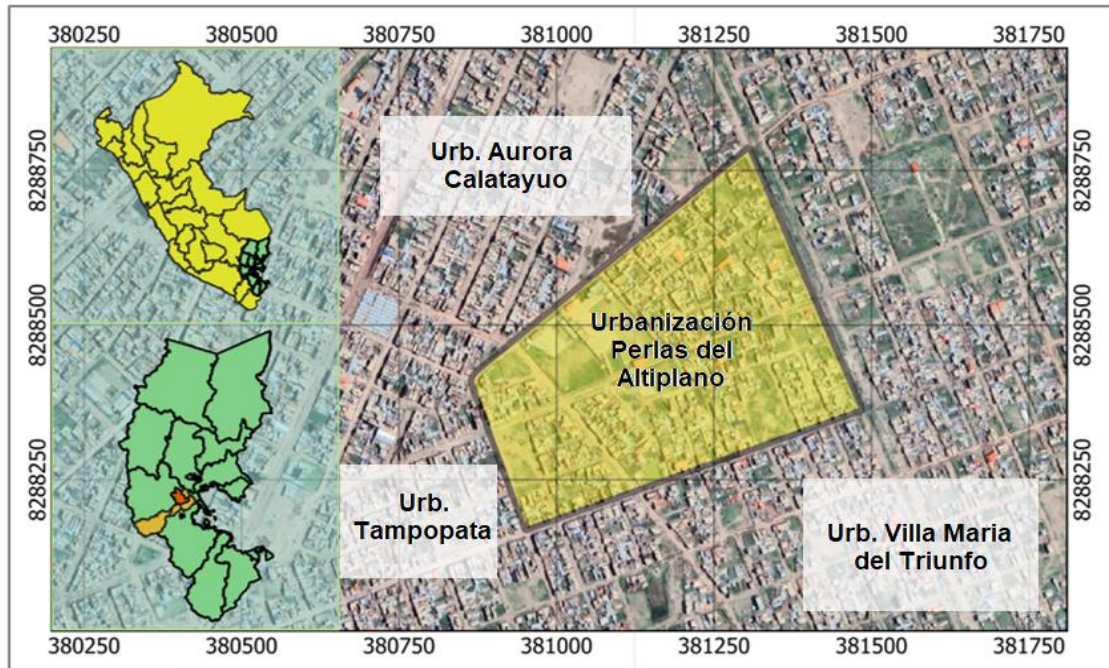 380250 380500 380750 381000 381250 381500 381750
8288750
8288500
8288250
Urb. Aurora
Calatayuo
Urbanización
Perlas del
Altiplano
Urb.
Tampopata
Urb. Villa Maria
del Triunfo
8288750
8288500
8288250
380250 380500 380750 381000 381250 381500 381750